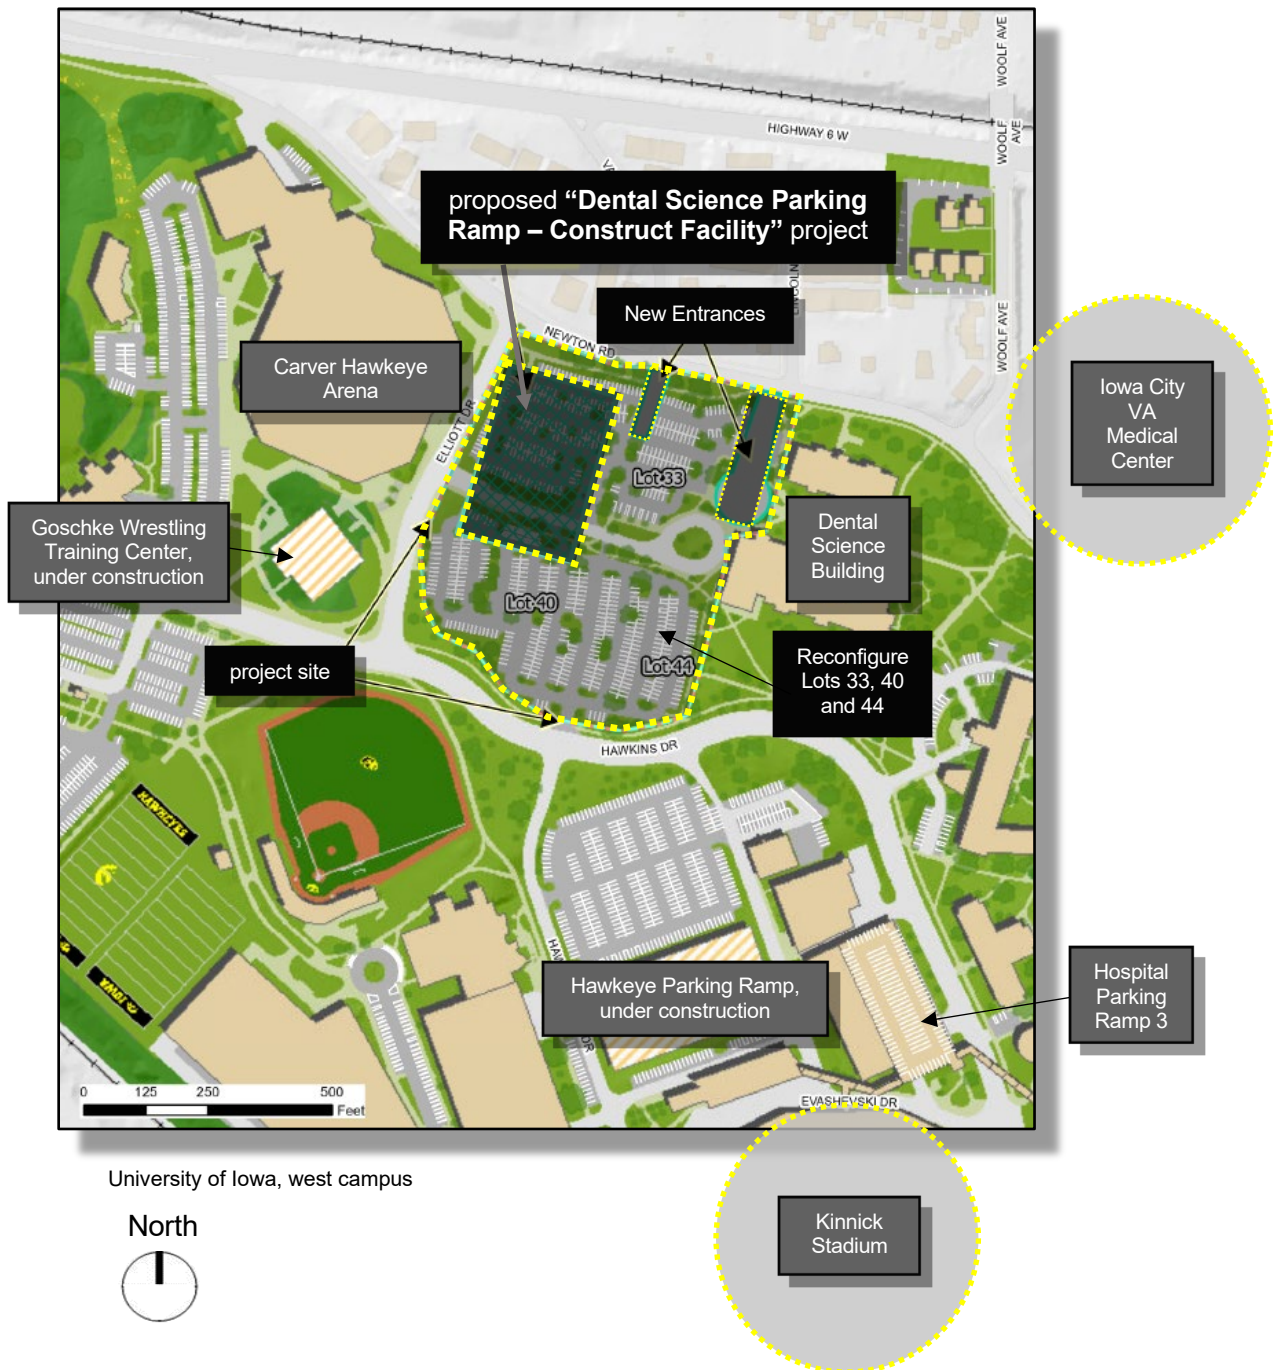 WOOLF AVE
HIGHWAY 6 W
WOOLF AVE
WOOLF
AVE
proposed “Dental Science Parking
Ramp – Construct Facility” project
New Entrances
LINCOLN
NEWTON RD
WOOLF AVE
Carver Hawkeye
Arena
ELLIOTT DR
Iowa City
VA
Medical
Center
Lot 33
Goschke Wrestling
Training Center,
under construction
Dental
Science
Building
Lot 40
project site
Lot 44
Reconfigure
Lots 33, 40
and 44
HAWKINS DR
HAWKEYES
IOWA
Hawkeye Parking Ramp,
under construction
Hospital
Parking
Ramp 3
0 125 250 500
Feet
EVASHEVSKI DR
University of Iowa, west campus
North
Kinnick
Stadium